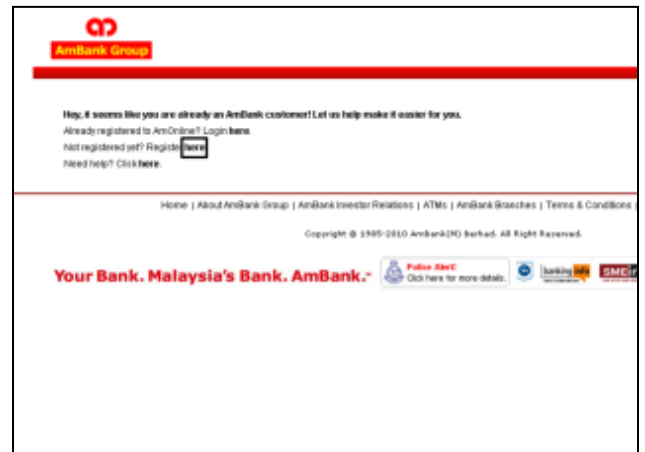 AmBank Group
Hey, it seems like you are already an AmBank customer! Let us help make it easier for you.
Already registered to AmOnline? Login here.
Not registered yet? Register here
Need help? Click here.
Home | About AmBank Group | AmBank Investor Relations | ATMs | AmBank Branches | Terms & Conditions |
Copyright @ 1985-2010 Ambank(M) Berhad. All Right Reserved.
Your Bank. Malaysia's Bank. AmBank.™
Police Alert!
Click here for more details.
banking info
SME